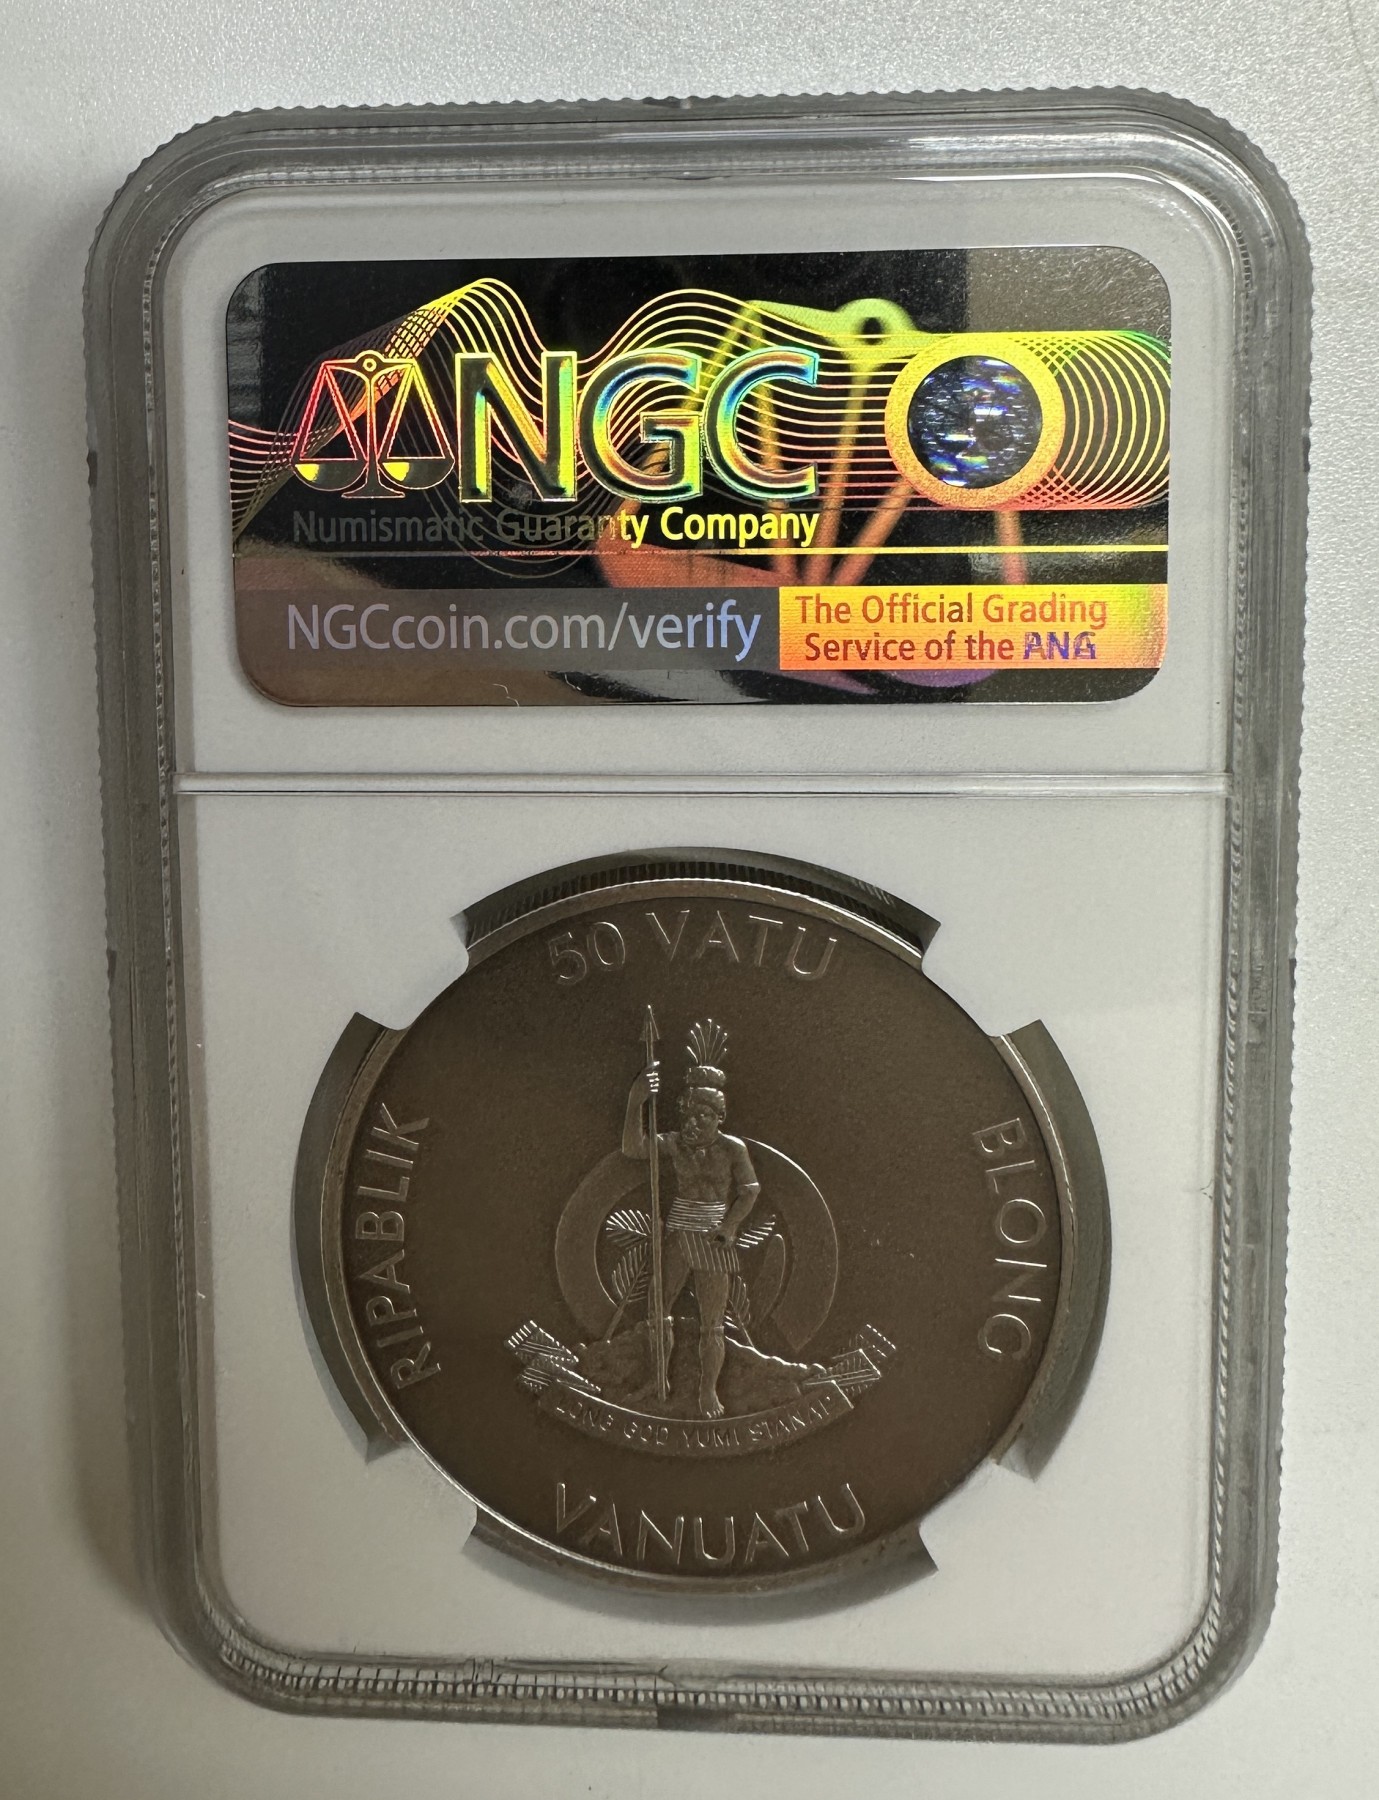 NGC
Numismatic Guaranty Company
NGCcoin.com/verify
The Official Grading
Service of the ANA
50 VATU
RIPABLIK
BLONG
LONG GOD YUMI STANAP
VANUATU